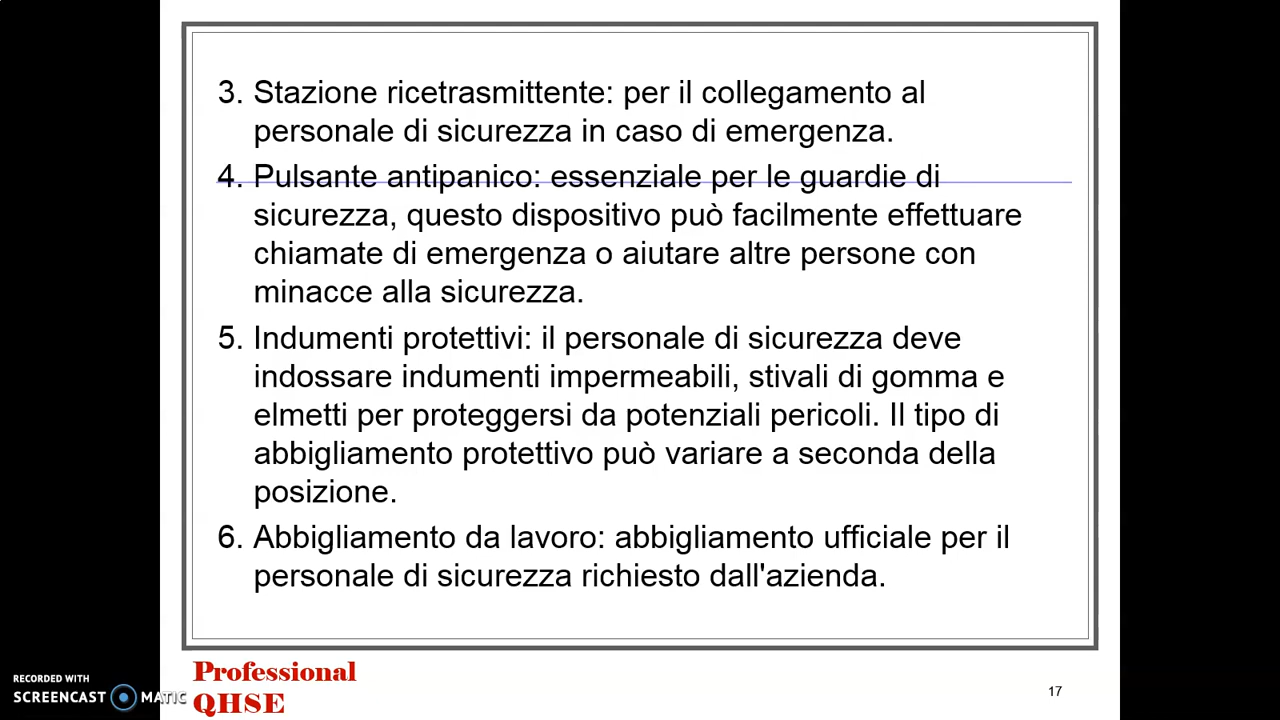 3. Stazione ricetrasmittente: per il collegamento al
personale di sicurezza in caso di emergenza.
4. Pulsante antipanico: essenziale per le guardie di
sicurezza, questo dispositivo può facilmente effettuare
chiamate di emergenza o aiutare altre persone con
minacce alla sicurezza.
5. Indumenti protettivi: il personale di sicurezza deve
indossare indumenti impermeabili, stivali di gomma e
elmetti per proteggersi da potenziali pericoli. Il tipo di
abbigliamento protettivo può variare a seconda della
posizione.
6. Abbigliamento da lavoro: abbigliamento ufficiale per il
personale di sicurezza richiesto dall'azienda.
Professional
QHSE
17
RECORDED WITH
SCREENCAST MATIC